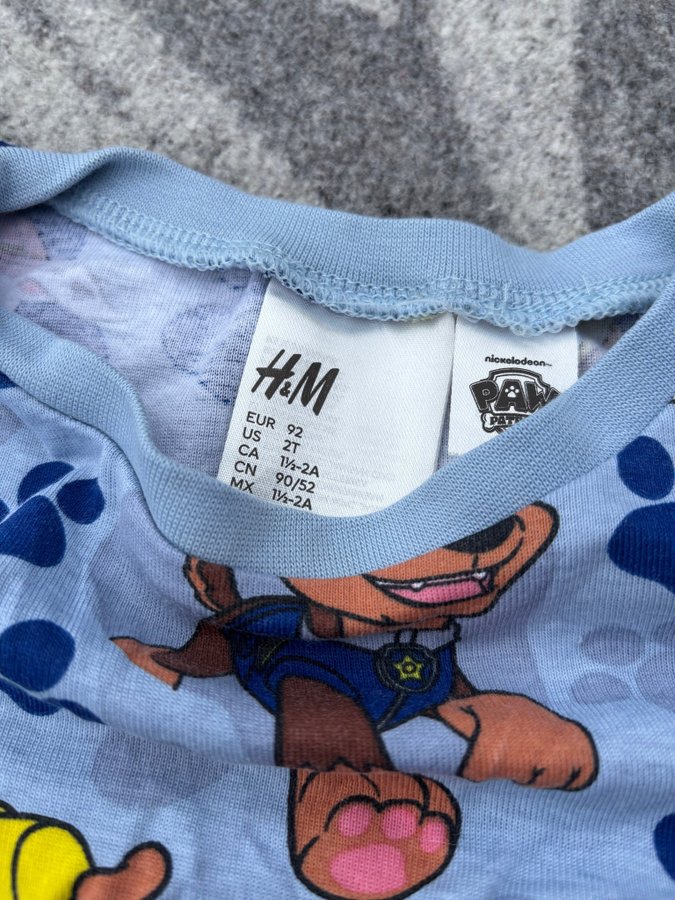 H&M
EUR 92
US 2T
CA 1½-2A
CN 90/52
MX 1½-2A
nickelodeon
PAW